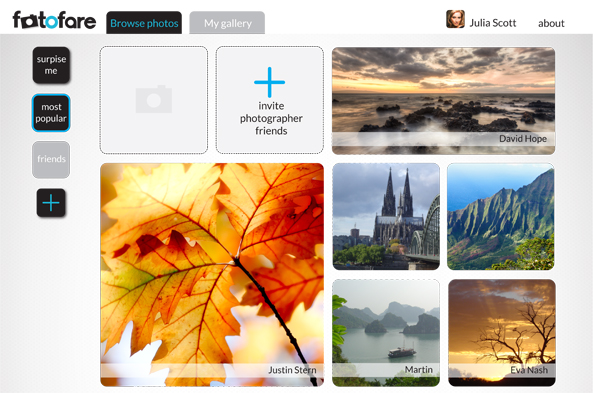 fotofare
Browse photos
My gallery
Julia Scott
about
surpise
me
most
popular
friends
invite
photographer
friends
David Hope
Justin Stern
Martin
Eva Nash